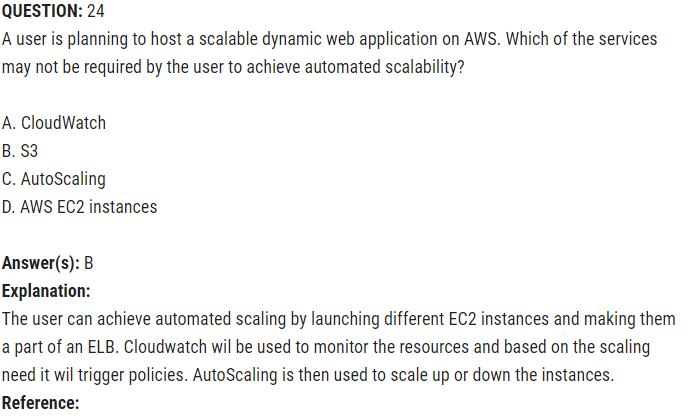 QUESTION: 24
A user is planning to host a scalable dynamic web application on AWS. Which of the services
may not be required by the user to achieve automated scalability?
A. CloudWatch
B. S3
C. AutoScaling
D. AWS EC2 instances
Answer(s): B
Explanation:
The user can achieve automated scaling by launching different EC2 instances and making them
a part of an ELB. Cloudwatch wil be used to monitor the resources and based on the scaling
need it wil trigger policies. AutoScaling is then used to scale up or down the instances.
Reference: